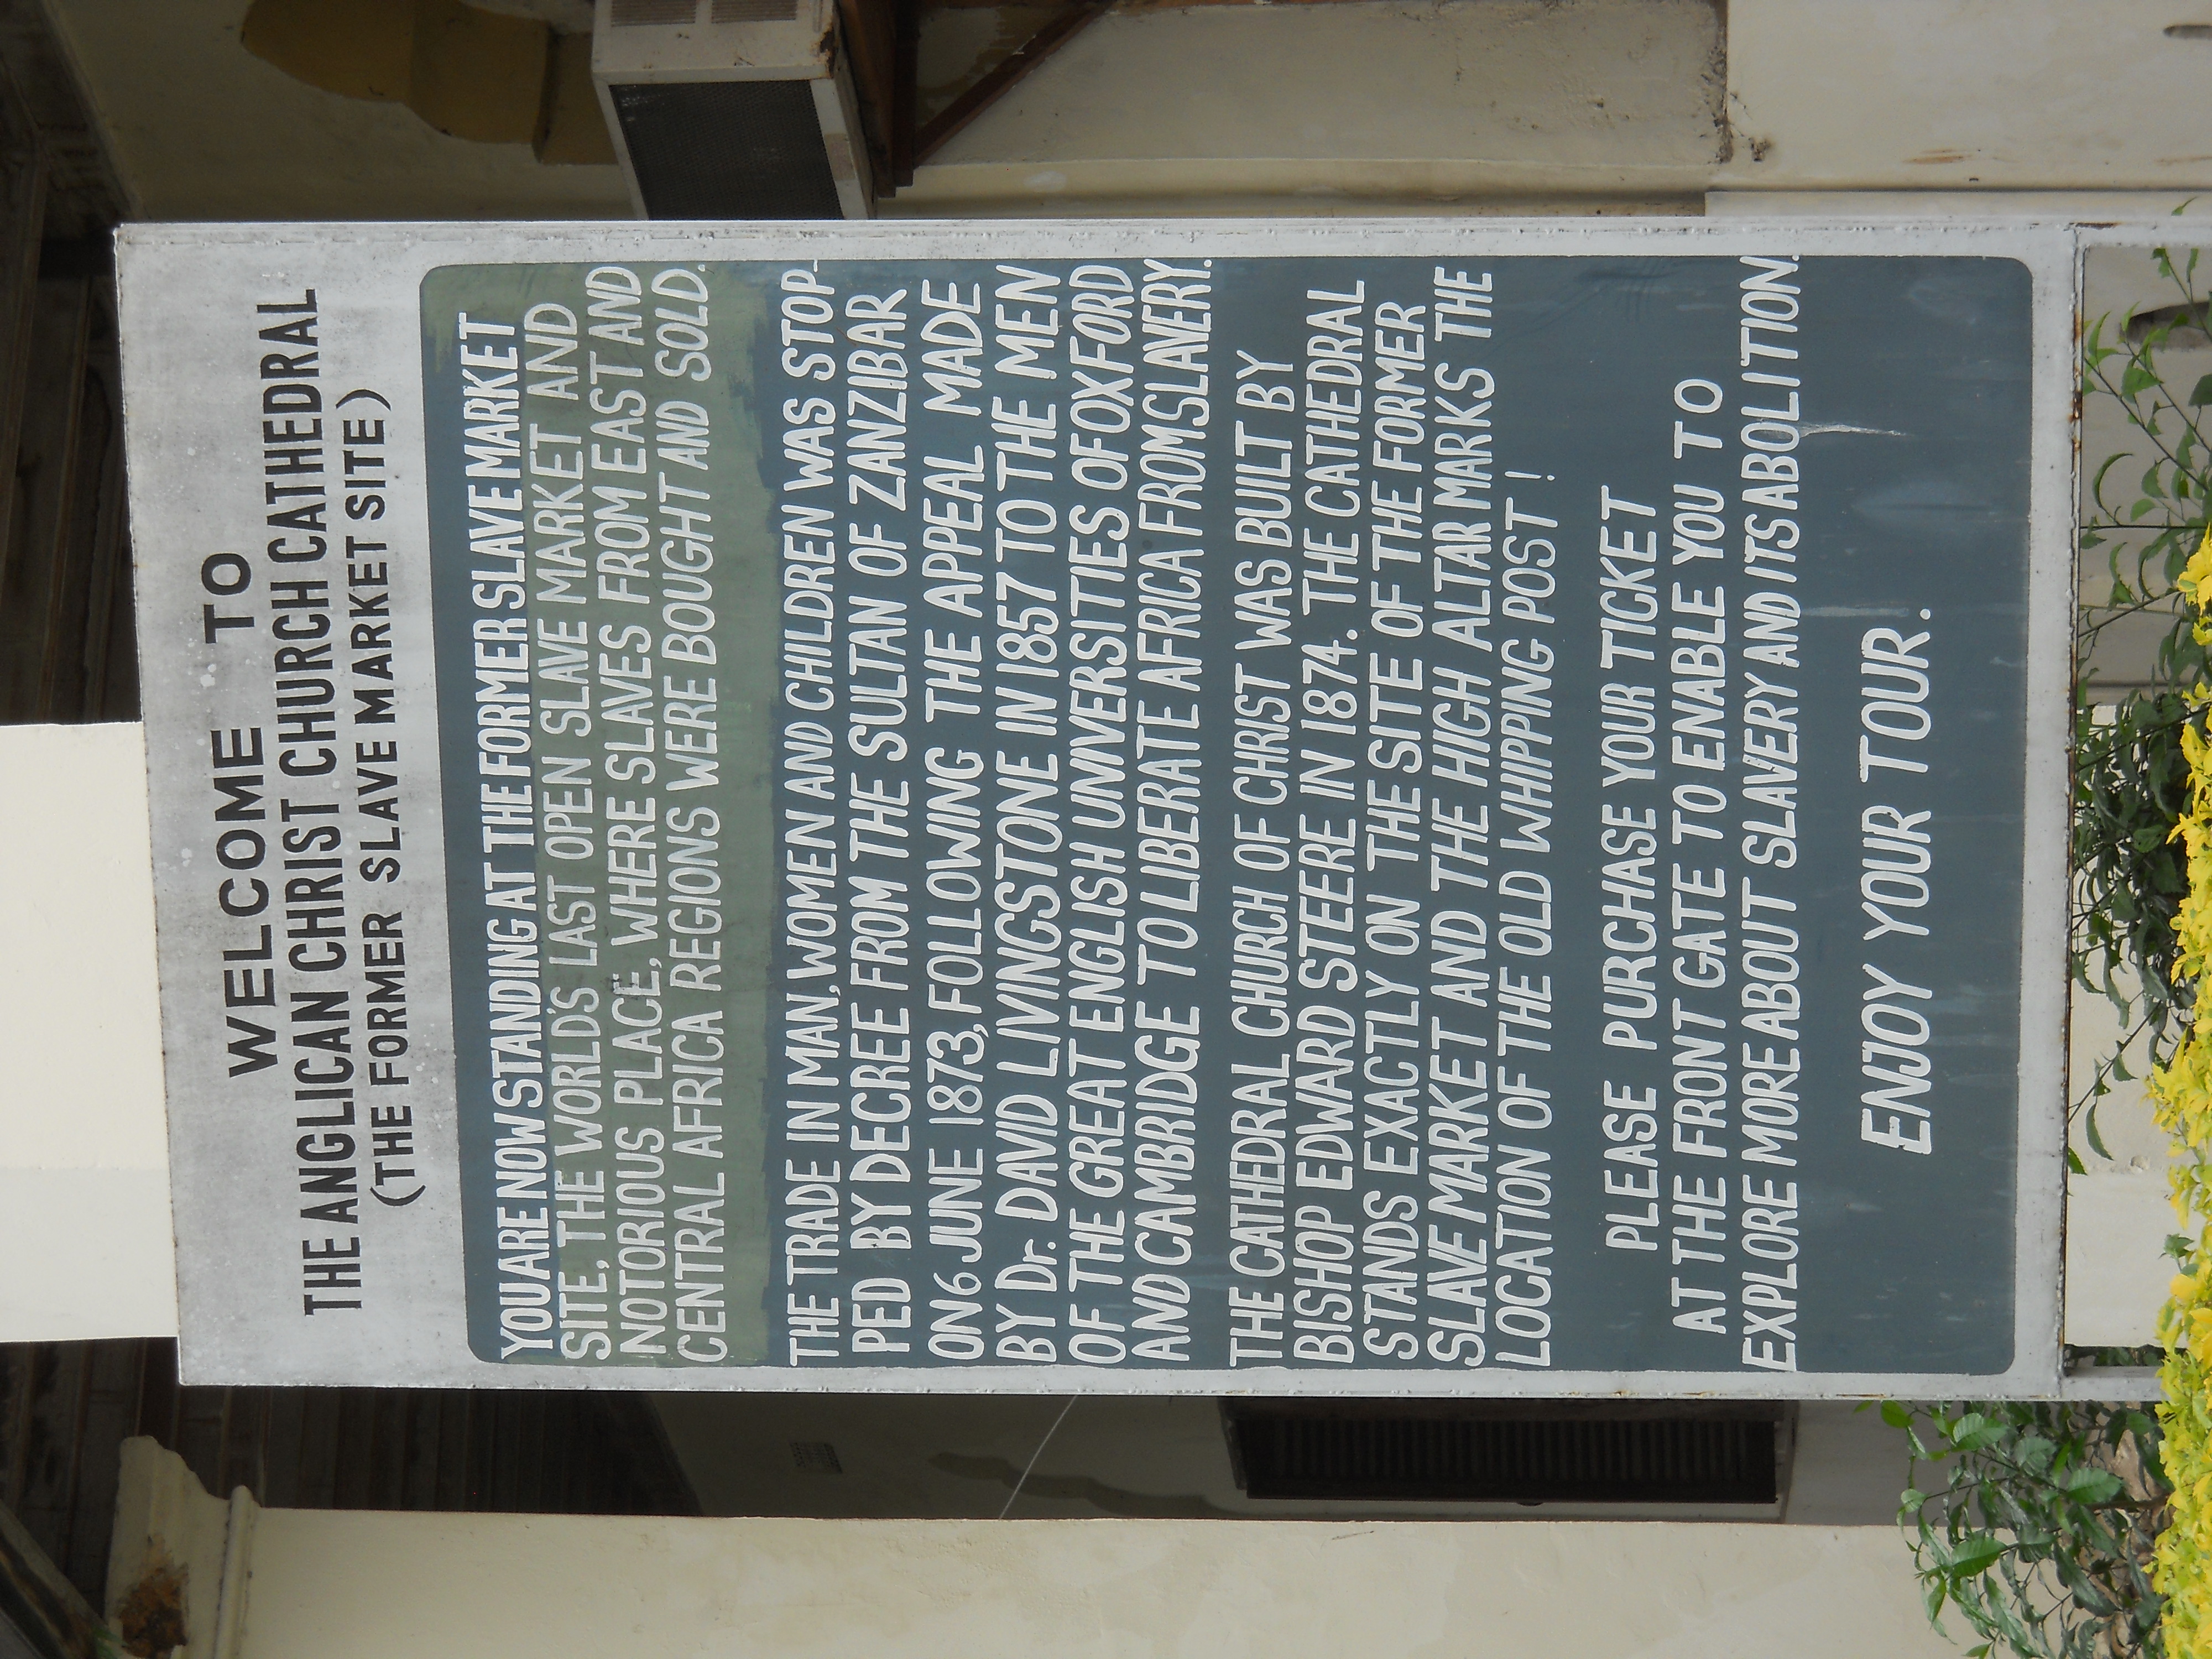 WELCOME TO
THE ANGLICAN CHRIST CHURCH CATHEDRAL
(THE FORMER SLAVE MARKET SITE)
YOU ARE NOW STANDING AT THE FORMER SLAVE MARKET
SITE, THE WORLD'S LAST OPEN SLAVE MARKET AND
NOTORIOUS PLACE, WHERE SLAVES FROM EAST AND
CENTRAL AFRICA REGIONS WERE BOUGHT AND SOLD.
THE TRADE IN MAN, WOMEN AND CHILDREN WAS STOP-
PED BY DECREE FROM THE SULTAN OF ZANZIBAR
ON 6 JUNE 1873, FOLLOWING THE APPEAL MADE
BY Dr. DAVID LIVINGSTONE IN 1857 TO THE MEN
OF THE GREAT ENGLISH UNIVERSITIES OF OXFORD
AND CAMBRIDGE TO LIBERATE AFRICA FROM SLAVERY.
THE CATHEDRAL CHURCH OF CHRIST WAS BUILT BY
BISHOP EDWARD STEERE IN 1874. THE CATHEDRAL
STANDS EXACTLY ON THE SITE OF THE FORMER
SLAVE MARKET AND THE HIGH ALTAR MARKS THE
LOCATION OF THE OLD WHIPPING POST !
PLEASE PURCHASE YOUR TICKET
AT THE FRONT GATE TO ENABLE YOU TO
EXPLORE MORE ABOUT SLAVERY AND ITS ABOLITION.
ENJOY YOUR TOUR.